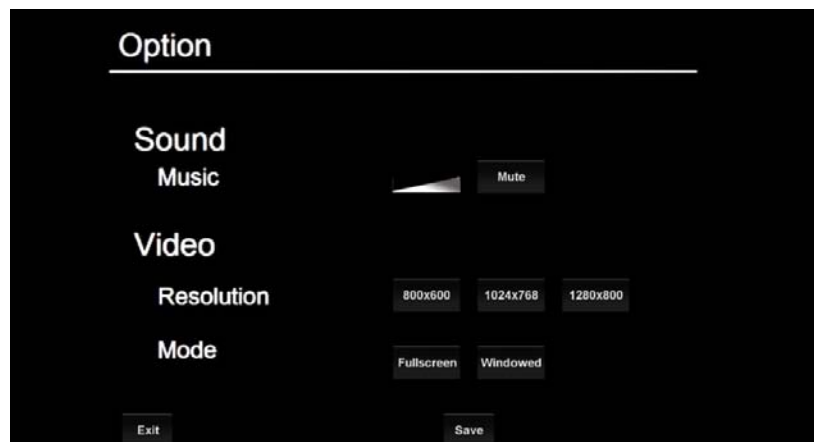 Option
Sound
Music Mute
Video
Resolution 800x600 1024x768 1280x800
Mode Fullscreen Windowed
Exit Save